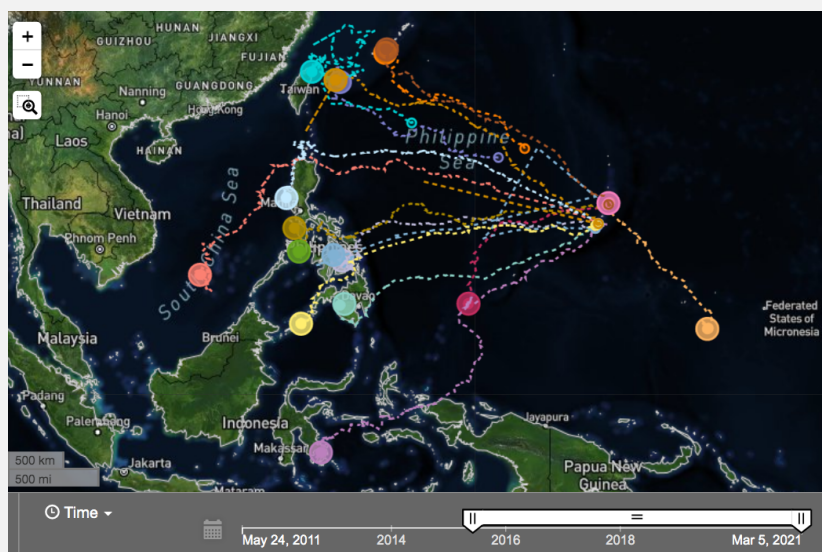 +
HUNAN
GUIZHOU
JIANGXI
−
FUJIAN
YUNNAN
Nanning
GUANGDONG
Taiwan
Hanoi
Hong Kong
Philippine
Sea
Laos
HAINAN
Thailand
Vietnam
South China Sea
Phnom Penh
Federated
States of
Micronesia
Malaysia
Brunei
Padang
Indonesia
Jayapura
Makassar
500 km
Jakarta
Papua New
Guinea
500 mi
Mataram
Time
May 24, 2011
2014
2016
2018
Mar 5, 2021